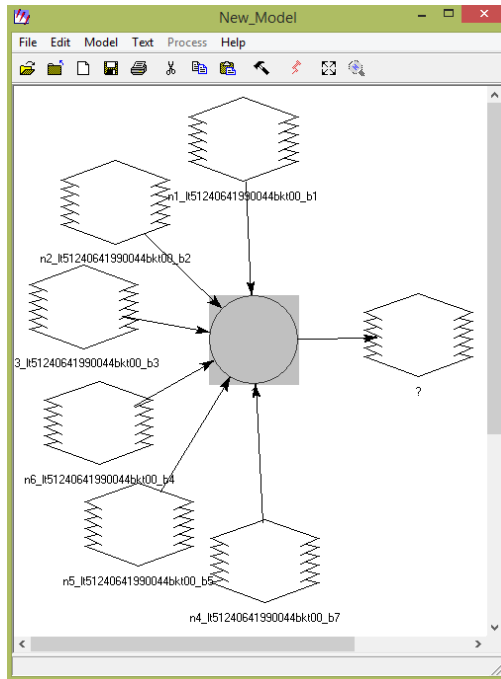 New_Model
File Edit Model Text Process Help
n1_lt51240641990044bkt00_b1
n2_lt51240641990044bkt00_b2
3_lt51240641990044bkt00_b3
n6_lt51240641990044bkt00_b4
n5_lt51240641990044bkt00_b5
n4_lt51240641990044bkt00_b7
?